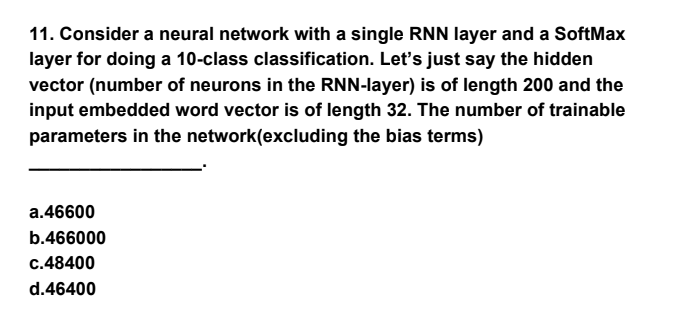 11. Consider a neural network with a single RNN layer and a SoftMax
layer for doing a 10-class classification. Let’s just say the hidden
vector (number of neurons in the RNN-layer) is of length 200 and the
input embedded word vector is of length 32. The number of trainable
parameters in the network(excluding the bias terms)
___________________.
a.46600
b.466000
c.48400
d.46400